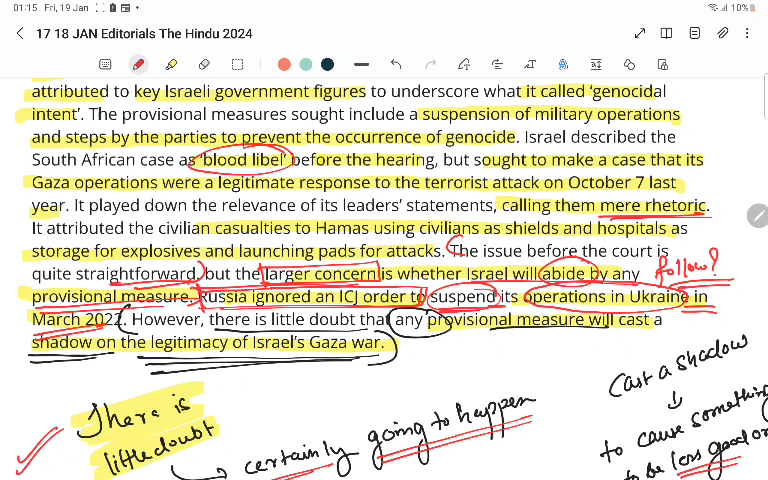 01:15 Fri, 19 Jan
10%
17 18 JAN Editorials The Hindu 2024
attributed to key Israeli government figures to underscore what it called ‘genocidal
intent’. The provisional measures sought include a suspension of military operations
and steps by the parties to prevent the occurrence of genocide. Israel described the
South African case as ‘blood libel’ before the hearing, but sought to make a case that its
Gaza operations were a legitimate response to the terrorist attack on October 7 last
year. It played down the relevance of its leaders’ statements, calling them mere rhetoric.
It attributed the civilian casualties to Hamas using civilians as shields and hospitals as
storage for explosives and launching pads for attacks. The issue before the court is
quite straightforward, but the larger concern is whether Israel will abide by any
follow?
provisional measure. Russia ignored an ICJ order to suspend its operations in Ukraine in
March 2022. However, there is little doubt that any provisional measure will cast a
shadow on the legitimacy of Israel’s Gaza war.
There is
little doubt
certainly going to happen
Cast a shadow
to cause something
to be less good or